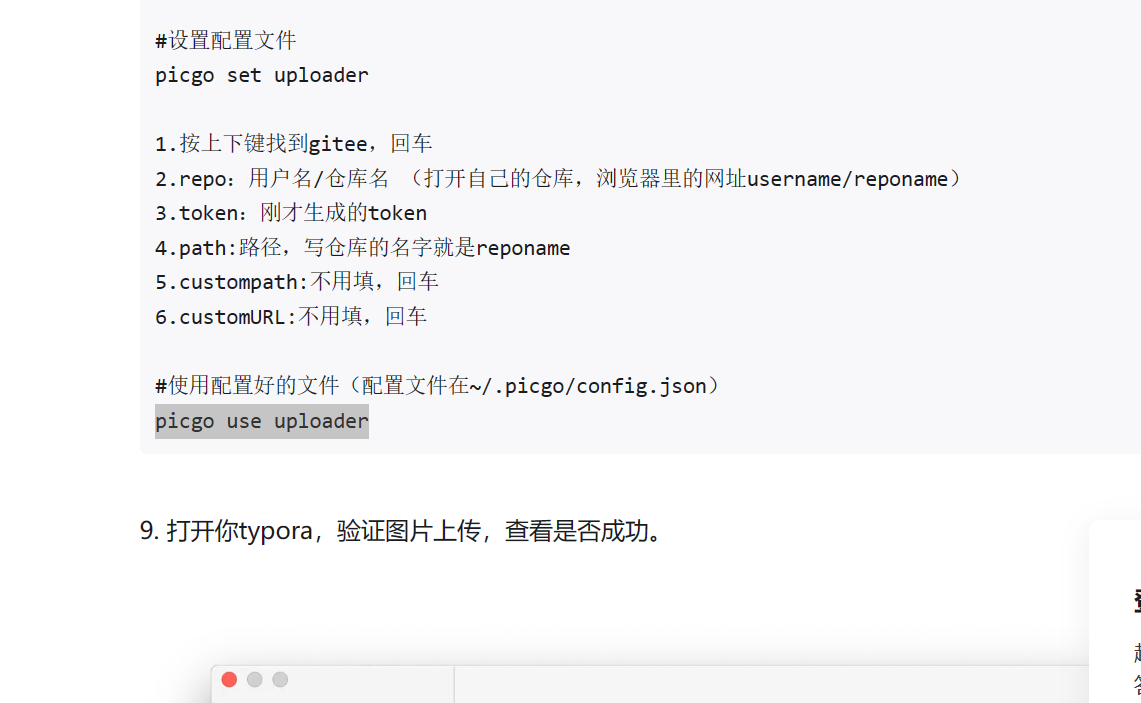 #设置配置文件
picgo set uploader
1.按上下键找到gitee，回车
2.repo：用户名/仓库名 （打开自己的仓库，浏览器里的网址username/reponame）
3.token：刚才生成的token
4.path:路径，写仓库的名字就是reponame
5.custompath:不用填，回车
6.customURL:不用填，回车
#使用配置好的文件（配置文件在~/.picgo/config.json）
picgo use uploader
9. 打开你typora，验证图片上传，查看是否成功。